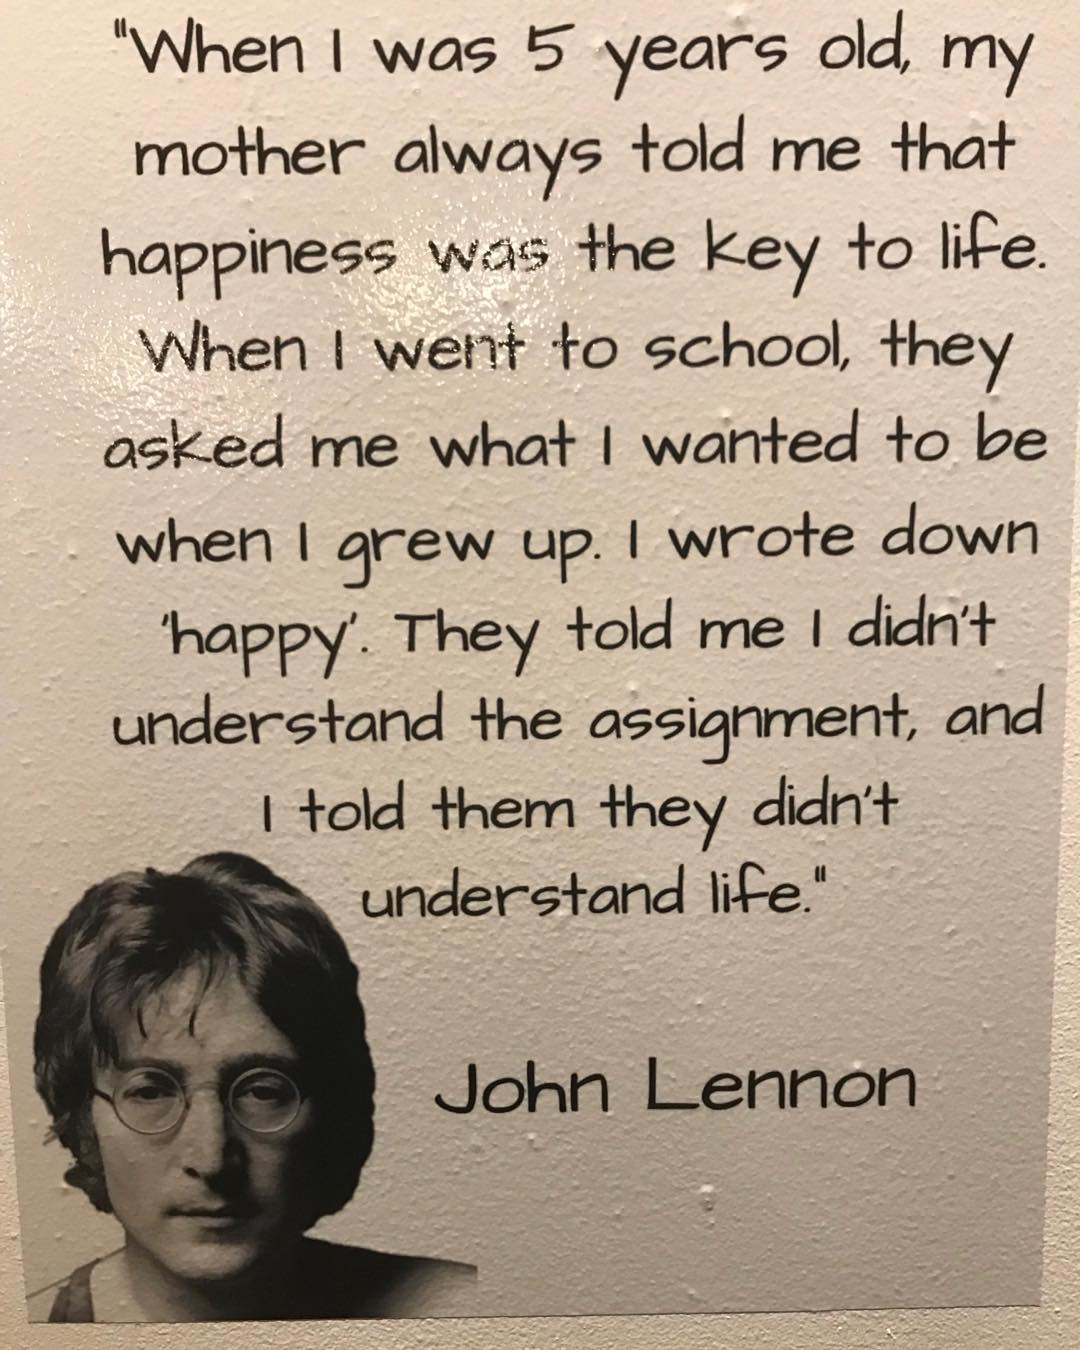 "When I was 5 years old, my
mother always told me that
happiness was the key to life.
When I went to school, they
asked me what I wanted to be
when I grew up. I wrote down
'happy'. They told me I didn't
understand the assignment, and
I told them they didn't
understand life."
John Lennon